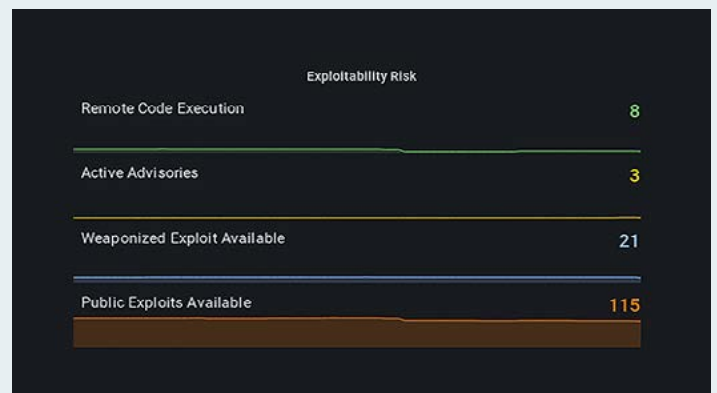 Exploitability Risk
Remote Code Execution 8
Active Advisories 3
Weaponized Exploit Available 21
Public Exploits Available 115